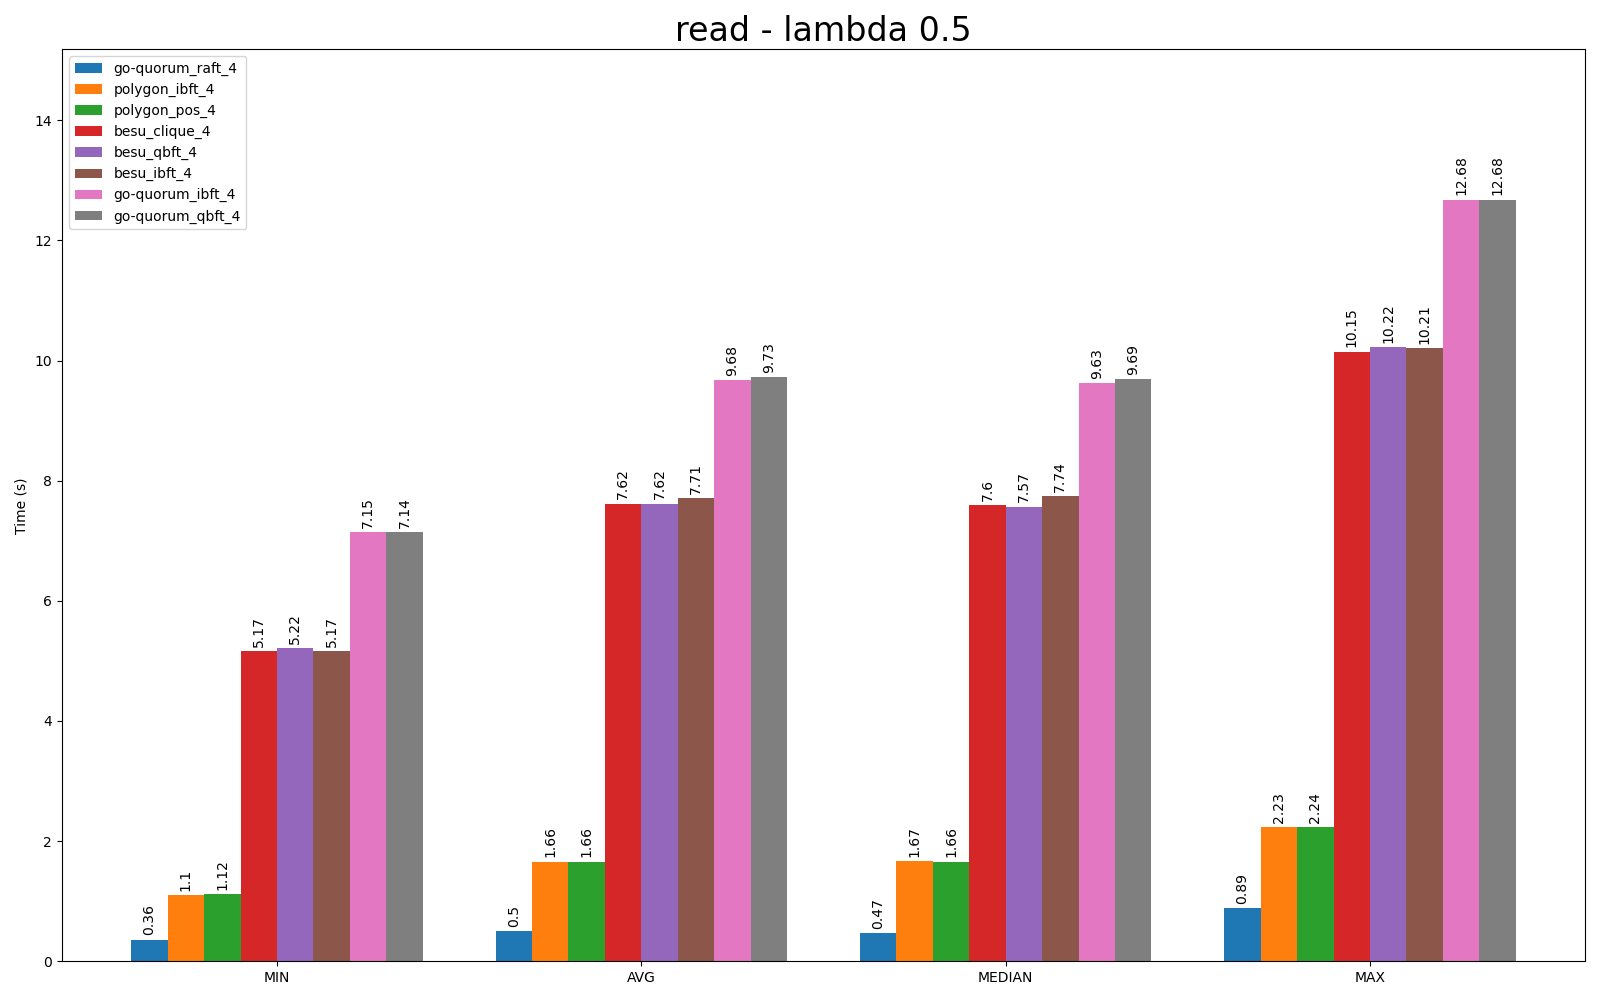 read - lambda 0.5
go-quorum_raft_4
polygon_ibft_4
polygon_pos_4
besu_clique_4
besu_qbft_4
besu_ibft_4
go-quorum_ibft_4
go-quorum_qbft_4
Time (s)
14
12
10
8
6
4
2
0
0.36
1.1
1.12
5.17
5.22
5.17
7.15
7.14
0.5
1.66
1.66
7.62
7.62
7.71
9.68
9.73
0.47
1.67
1.66
7.6
7.57
7.74
9.63
9.69
0.89
2.23
2.24
10.15
10.22
10.21
12.68
12.68
MIN
AVG
MEDIAN
MAX